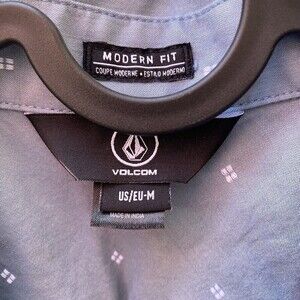 MODERN FIT
COUPE MODERNE • ESTILO MODERNO
VOLCOM
US/EU-M
MADE IN INDIA